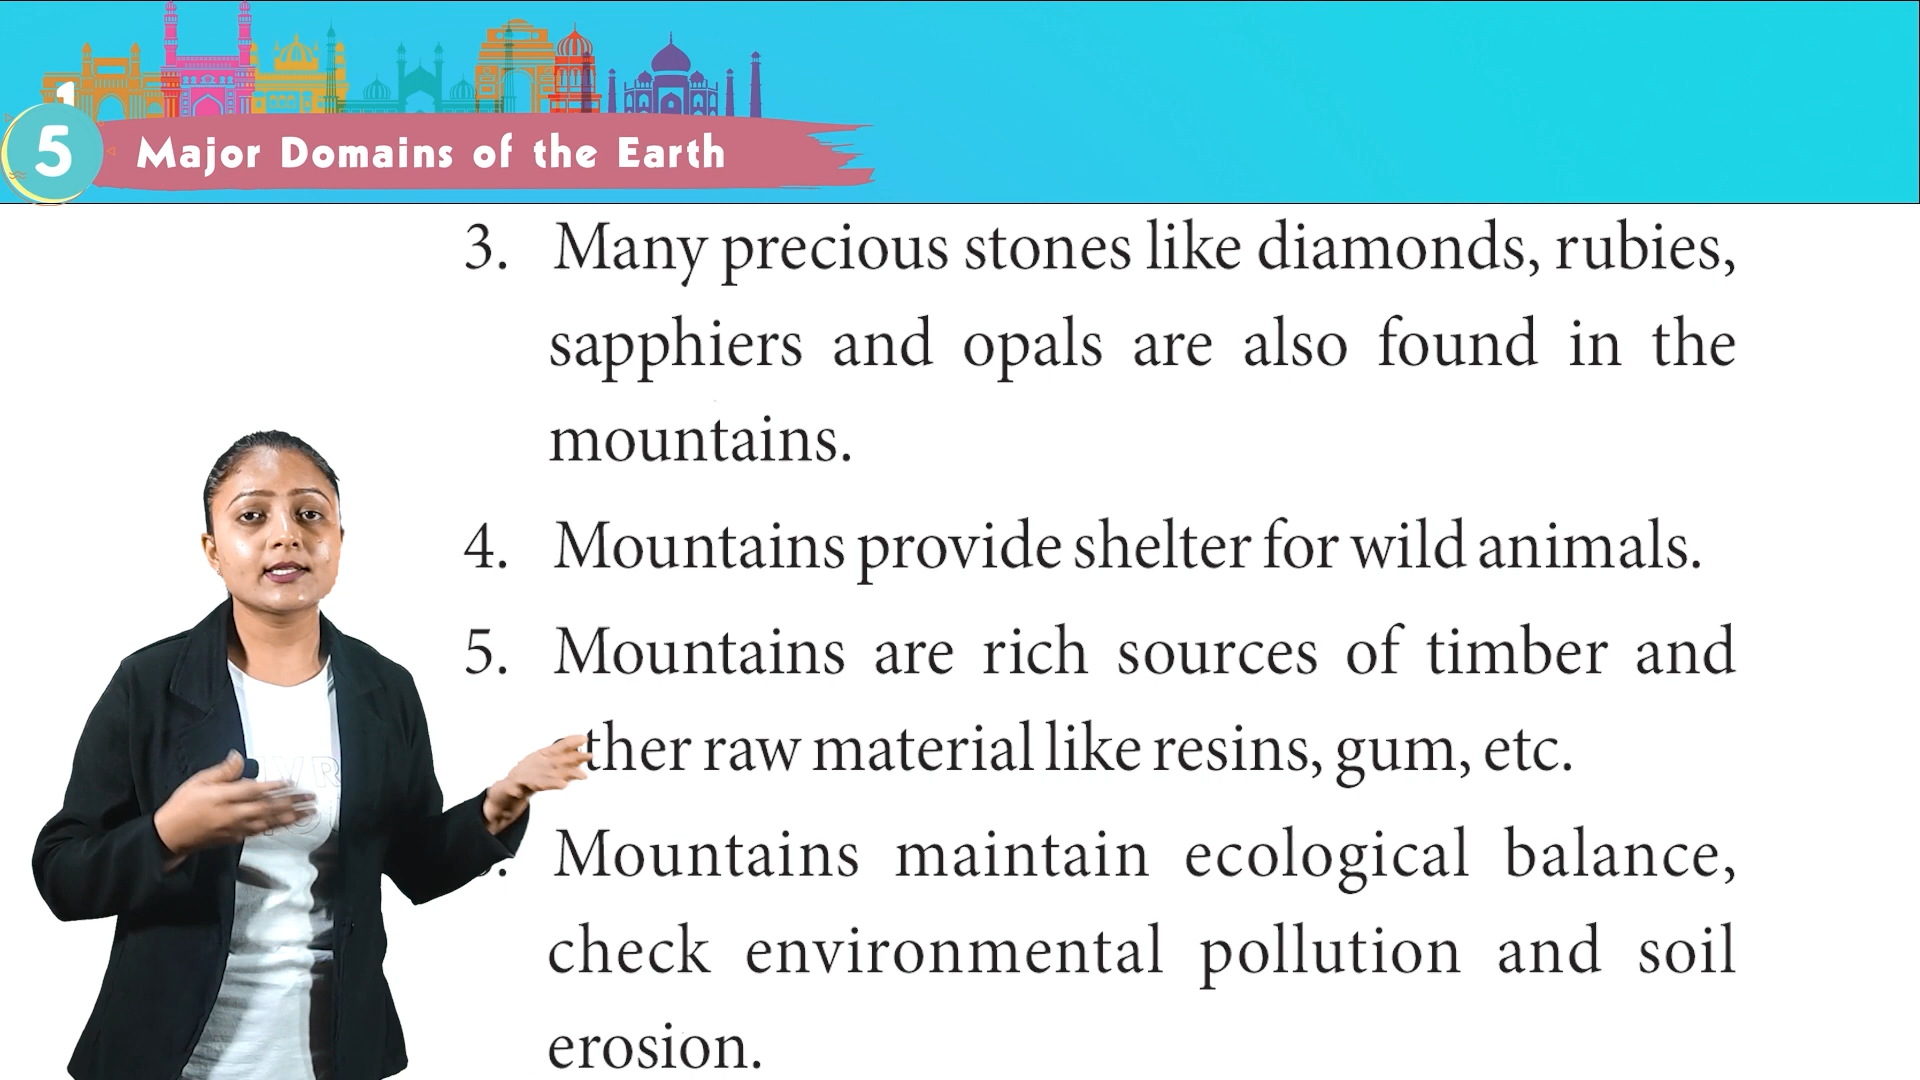 1
5 Major Domains of the Earth
3. Many precious stones like diamonds, rubies,
sapphiers and opals are also found in the
mountains.
4. Mountains provide shelter for wild animals.
5. Mountains are rich sources of timber and
other raw material like resins, gum, etc.
Mountains maintain ecological balance,
check environmental pollution and soil
erosion.